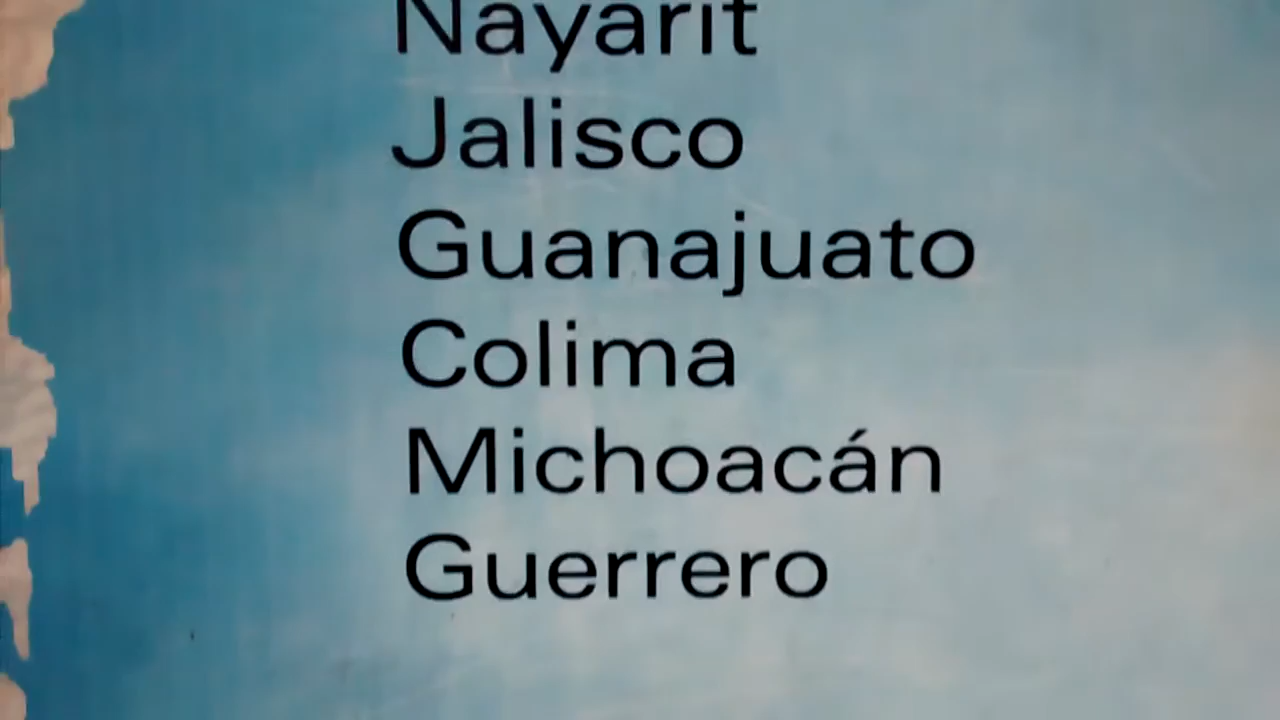 Nayarit
Jalisco
Guanajuato
Colima
Michoacán
Guerrero